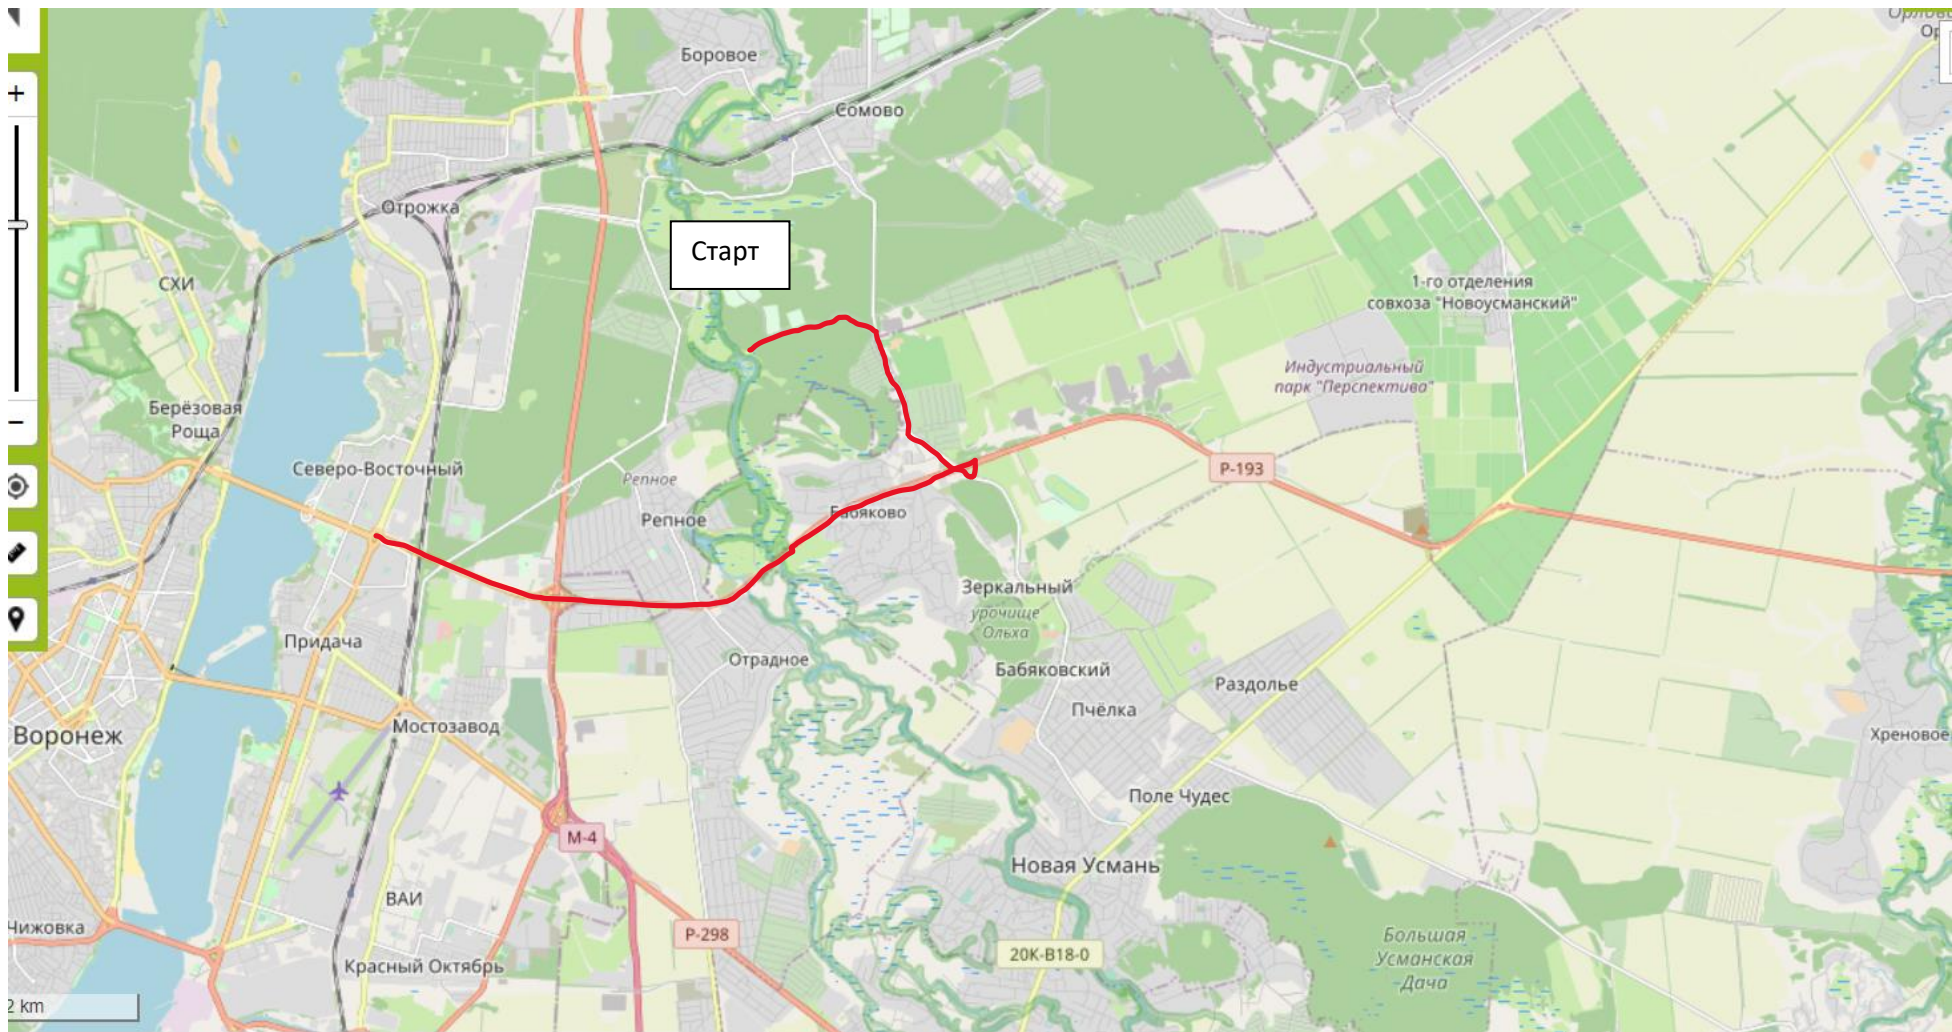 Орлово
Боровое
+
Сомово
Отрожка
Старт
СХИ
1-го отделения
совхоза "Новоусманский"
Индустриальный
парк "Перспектива"
Берёзовая
Роща
−
Северо-Восточный
Р-193
Репное
Репное
Бабяково
Зеркальный
урочище
Ольха
Придача
Отрадное
Бабяковский
Раздолье
Пчёлка
Мостозавод
Воронеж
Хреновое
Поле Чудес
М-4
Новая Усмань
ВАИ
Чижовка
Р-298
Большая
Усманская
Дача
20К-В18-0
Красный Октябрь
2 km